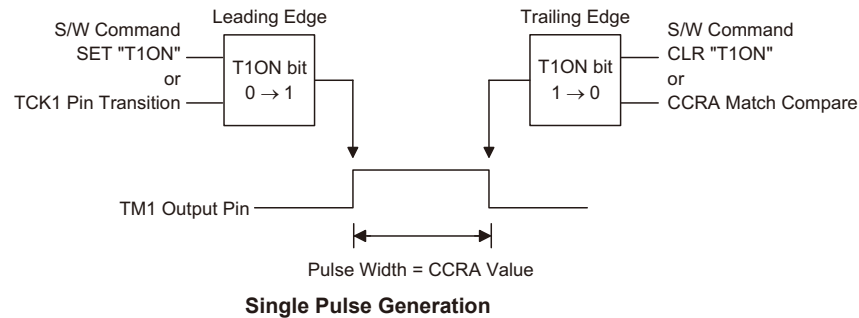 Leading Edge
S/W Command
SET "T1ON"
or
TCK1 Pin Transition
T1ON bit
0 → 1
Trailing Edge
T1ON bit
1 → 0
S/W Command
CLR "T1ON"
or
CCRA Match Compare
TM1 Output Pin
Pulse Width = CCRA Value
Single Pulse Generation